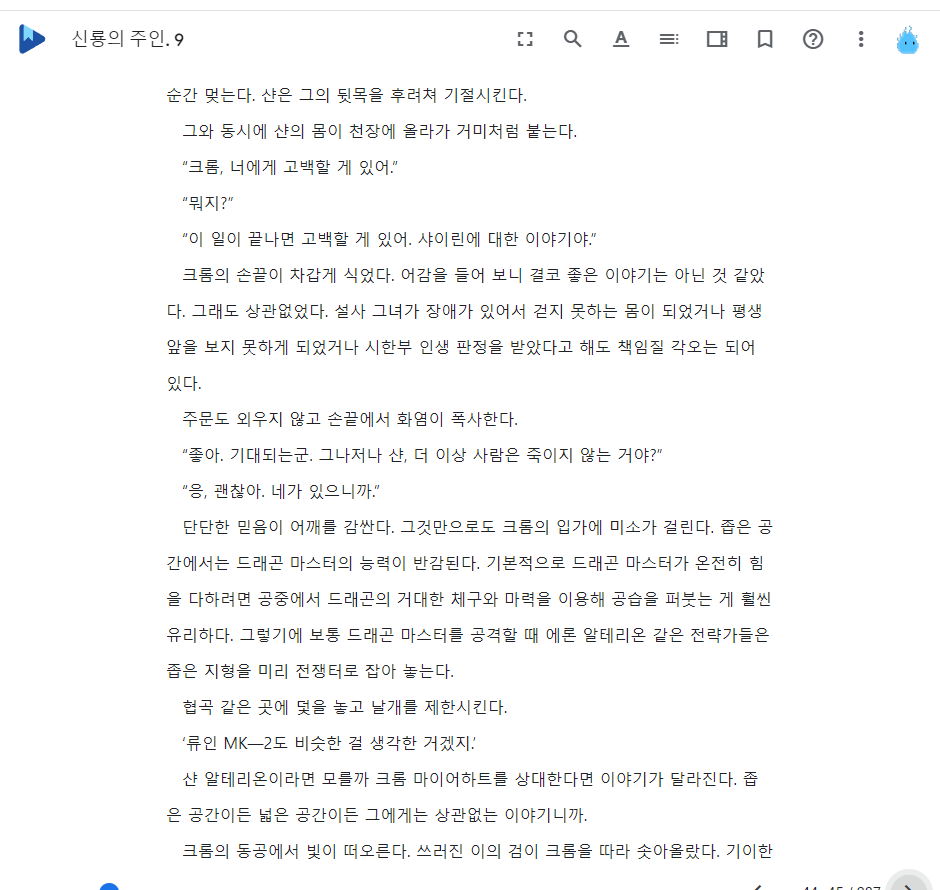 신룡의 주인. 9
순간 멎는다. 샨은 그의 뒷목을 후려쳐 기절시킨다.
그와 동시에 샨의 몸이 천장에 올라가 거미처럼 붙는다.
“크롬, 너에게 고백할 게 있어.”
“뭐지?”
“이 일이 끝나면 고백할 게 있어. 샤이린에 대한 이야기야.”
크롬의 손끝이 차갑게 식었다. 어감을 들어 보니 결코 좋은 이야기는 아닌 것 같았
다. 그래도 상관없었다. 설사 그녀가 장애가 있어서 걷지 못하는 몸이 되었거나 평생
앞을 보지 못하게 되었거나 시한부 인생 판정을 받았다고 해도 책임질 각오는 되어
있다.
주문도 외우지 않고 손끝에서 화염이 폭사한다.
“좋아. 기대되는군. 그나저나 샨, 더 이상 사람은 죽이지 않는 거야?”
“응, 괜찮아. 네가 있으니까.”
단단한 믿음이 어깨를 감싼다. 그것만으로도 크롬의 입가에 미소가 걸린다. 좁은 공
간에서는 드래곤 마스터의 능력이 반감된다. 기본적으로 드래곤 마스터가 온전히 힘
을 다하려면 공중에서 드래곤의 거대한 체구와 마력을 이용해 공습을 퍼붓는 게 훨씬
유리하다. 그렇기에 보통 드래곤 마스터를 공격할 때 에론 알테리온 같은 전략가들은
좁은 지형을 미리 전쟁터로 잡아 놓는다.
협곡 같은 곳에 덫을 놓고 날개를 제한시킨다.
‘류인 MK—2도 비슷한 걸 생각한 거겠지.’
샨 알테리온이라면 모를까 크롬 마이어하트를 상대한다면 이야기가 달라진다. 좁
은 공간이든 넓은 공간이든 그에게는 상관없는 이야기니까.
크롬의 동공에서 빛이 떠오른다. 쓰러진 이의 검이 크롬을 따라 솟아올랐다. 기이한